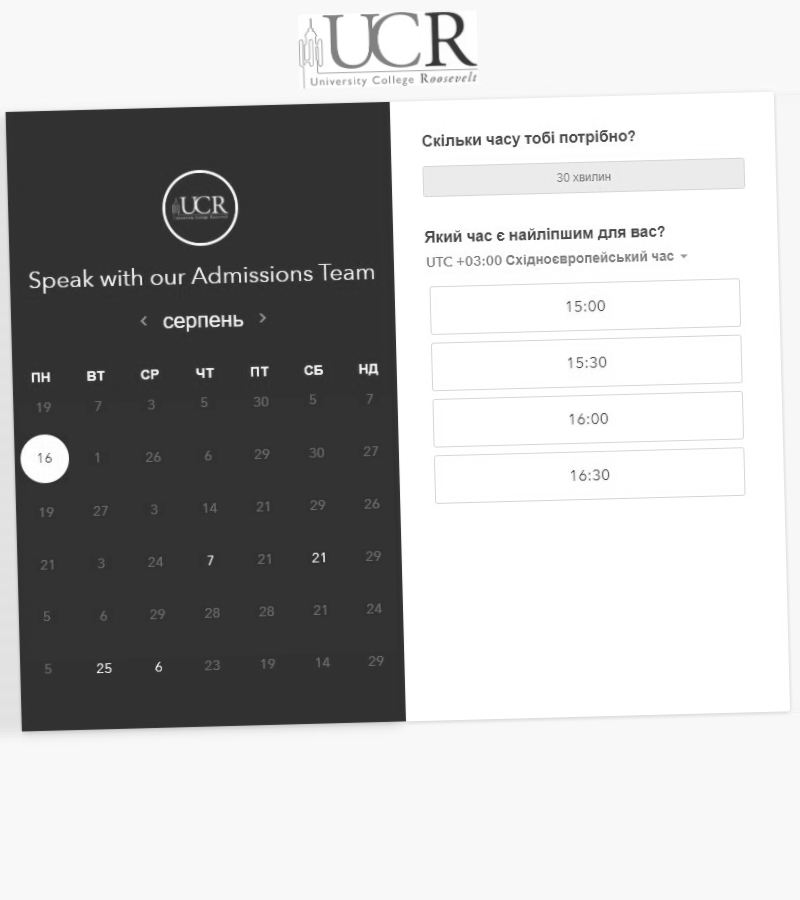 UCR
University College Roosevelt
UCR
Speak with our Admissions Team
серпень
ПН ВТ СР ЧТ ПТ СБ НД
19 7 3 5 30 5 7
16 1 26 6 29 30 27
19 27 3 14 21 29 26
21 3 24 7 21 21 29
5 6 29 28 28 21 24
5 25 6 23 19 14 29
Скільки часу тобі потрібно?
30 хвилин
Який час є найліпшим для вас?
UTC +03:00 Східноєвропейський час
15:00
15:30
16:00
16:30